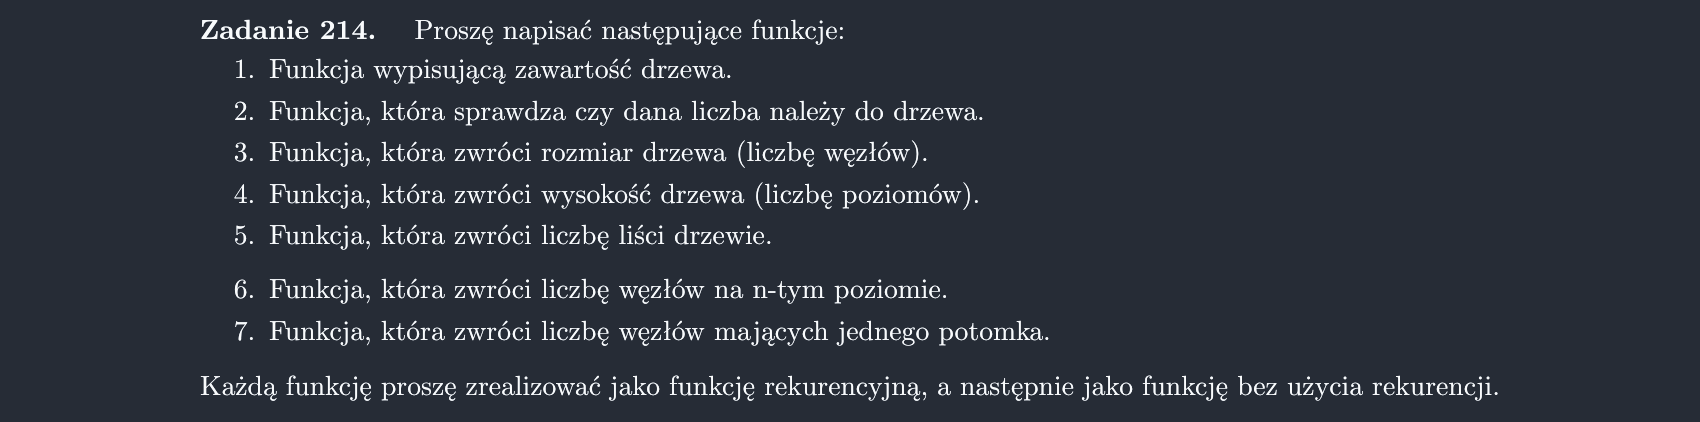 Zadanie 214. Proszę napisać następujące funkcje:
1. Funkcja wypisującą zawartość drzewa.
2. Funkcja, która sprawdza czy dana liczba należy do drzewa.
3. Funkcja, która zwróci rozmiar drzewa (liczbę węzłów).
4. Funkcja, która zwróci wysokość drzewa (liczbę poziomów).
5. Funkcja, która zwróci liczbę liści drzewie.
6. Funkcja, która zwróci liczbę węzłów na n-tym poziomie.
7. Funkcja, która zwróci liczbę węzłów mających jednego potomka.
Każdą funkcję proszę zrealizować jako funkcję rekurencyjną, a następnie jako funkcję bez użycia rekurencji.